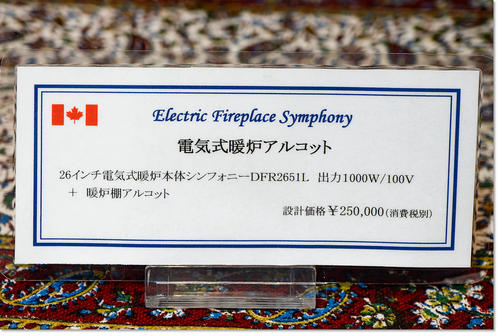 Electric Fireplace Symphony
電気式暖炉アルコット
26インチ電気式暖炉本体シンフォニーDFR2651L 出力1000W/100V
＋ 暖炉棚アルコット
設計価格￥250,000(消費税別)